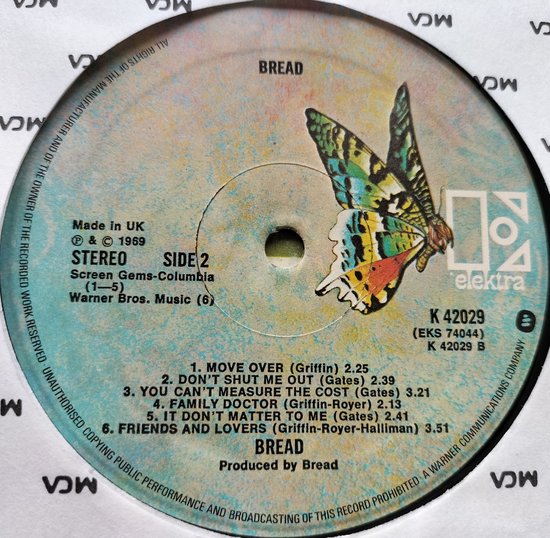 BREAD
Made in UK
℗ & © 1969
STEREO SIDE 2
Screen Gems-Columbia
(1—5)
Warner Bros. Music (6)
elektra
K 42029
(EKS 74044)
K 42029 B
1. MOVE OVER (Griffin) 2.25
2. DON'T SHUT ME OUT (Gates) 2.39
3. YOU CAN'T MEASURE THE COST (Gates) 3.21
4. FAMILY DOCTOR (Griffin-Royer) 2.13
5. IT DON'T MATTER TO ME (Gates) 2.41
6. FRIENDS AND LOVERS (Griffin-Royer-Halliman) 3.51
BREAD
Produced by Bread
ALL RIGHTS OF THE MANUFACTURER AND OF THE OWNER OF THE RECORDED WORK RESERVED. UNAUTHORISED COPYING PUBLIC PERFORMANCE AND BROADCASTING OF THIS RECORD PROHIBITED. A WARNER COMMUNICATIONS COMPANY.
MCA
MCA
MCA
MCA
MCA
MCA
MCA
MCA
MCA
MCA